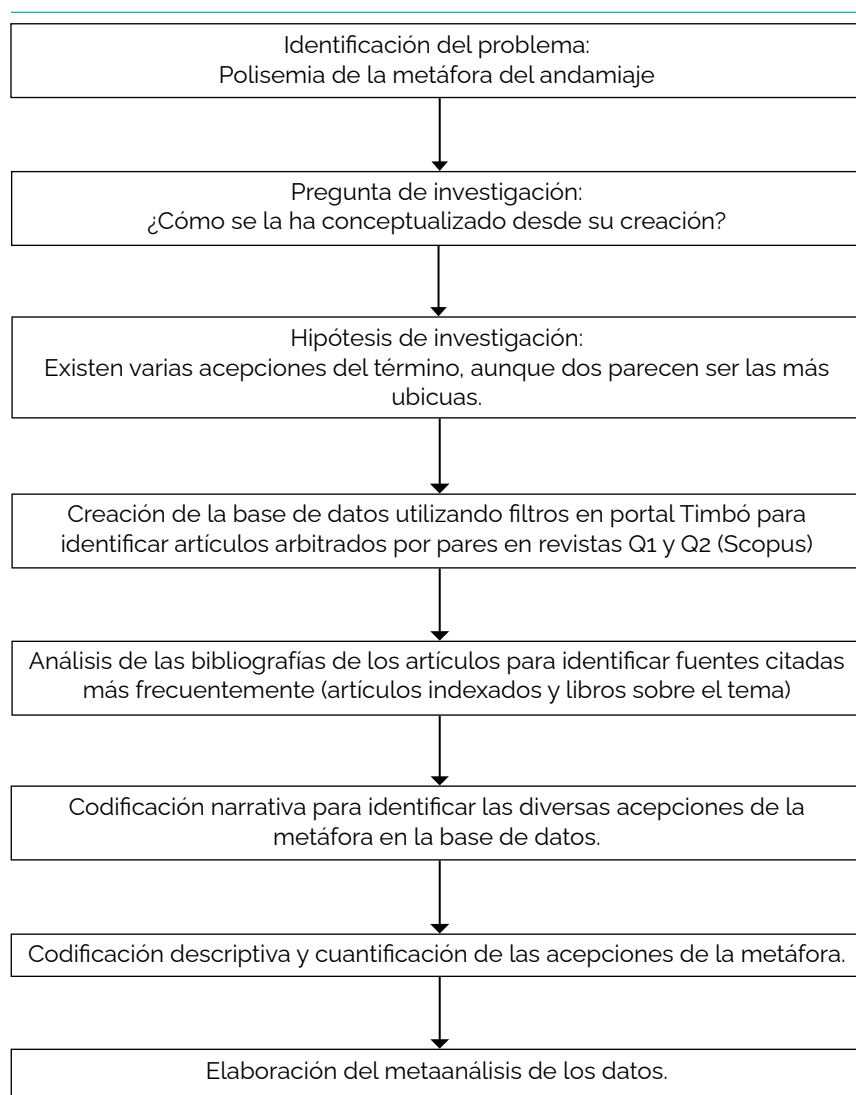 Identificación del problema:
Polisemia de la metáfora del andamiaje
Pregunta de investigación:
¿Cómo se la ha conceptualizado desde su creación?
Hipótesis de investigación:
Existen varias acepciones del término, aunque dos parecen ser las más
ubicuas.
Creación de la base de datos utilizando filtros en portal Timbó para
identificar artículos arbitrados por pares en revistas Q1 y Q2 (Scopus)
Análisis de las bibliografías de los artículos para identificar fuentes citadas
más frecuentemente (artículos indexados y libros sobre el tema)
Codificación narrativa para identificar las diversas acepciones de la
metáfora en la base de datos.
Codificación descriptiva y cuantificación de las acepciones de la metáfora.
Elaboración del metaanálisis de los datos.